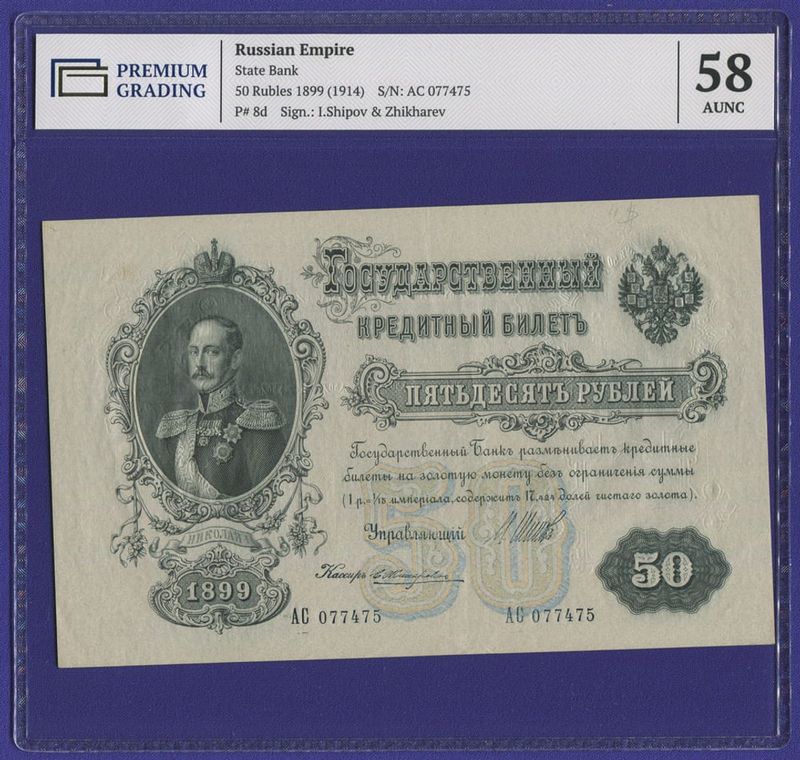 PREMIUM GRADING
Russian Empire
State Bank
50 Rubles 1899 (1914) S/N: AC 077475
P# 8d Sign.: I.Shipov & Zhikharev
58
AUNC
Государственный
Кредитный Билетъ
Пятьдесятъ Рублей
Государственный Банкъ размѣниваетъ кредитные
билеты на золотую монету безъ ограниченія суммы
(1 р.=1/15 имперіала, содержитъ 17,424 долей чистаго золота).
Управляющій
50
Кассиръ
50
НИКОЛАЙ I
1899
АС 077475
АС 077475